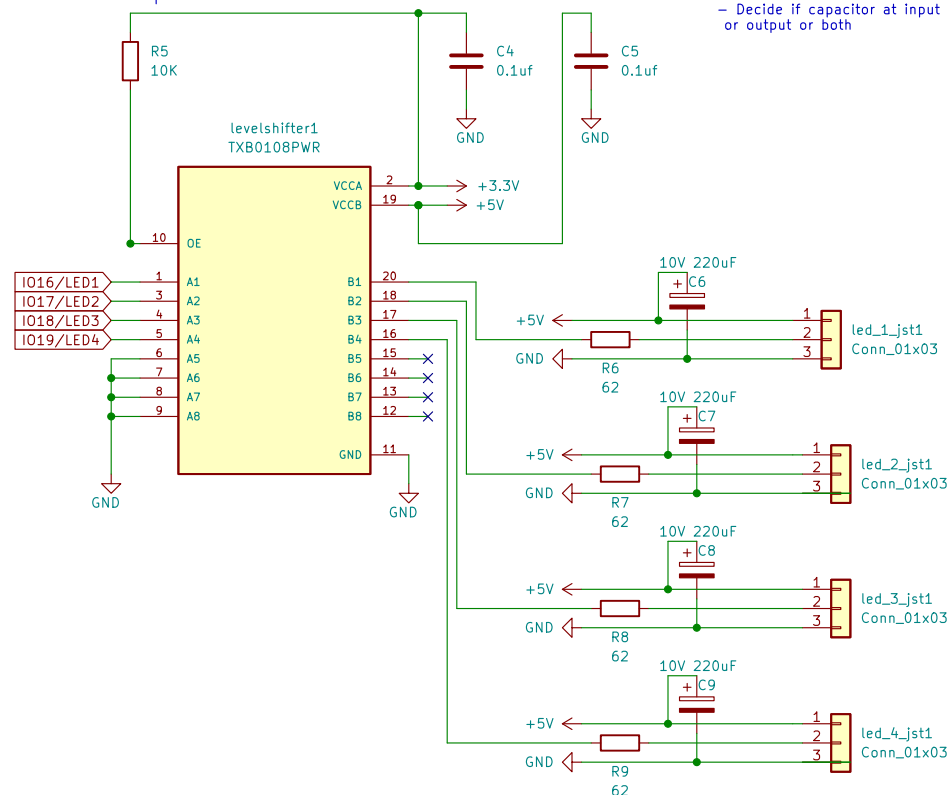 - Decide if capacitor at input
or output or both
R5
10K
C4
0.1uf
C5
0.1uf
GND
GND
levelshifter1
TXB0108PWR
VCCA
2
+3.3V
VCCB
19
+5V
10
OE
IO16/LED1
1
A1
B1
20
IO17/LED2
3
A2
B2
18
IO18/LED3
4
A3
B3
17
IO19/LED4
5
A4
B4
16
6
A5
B5
15
7
A6
B6
14
8
A7
B7
13
9
A8
B8
12
GND
11
GND
GND
10V 220uF
+
C6
+5V
GND
R6
62
1
2
3
led_1_jst1
Conn_01x03
10V 220uF
+
C7
+5V
GND
R7
62
1
2
3
led_2_jst1
Conn_01x03
10V 220uF
+
C8
+5V
GND
R8
62
1
2
3
led_3_jst1
Conn_01x03
10V 220uF
+
C9
+5V
GND
R9
62
1
2
3
led_4_jst1
Conn_01x03